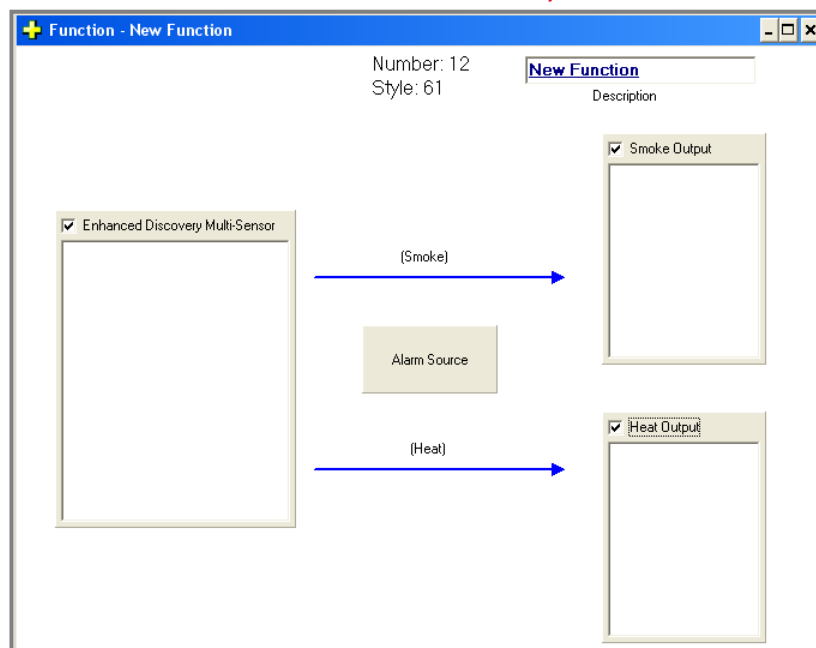 Function - New Function
Number: 12
Style: 61
New Function
Description
Smoke Output
Enhanced Discovery Multi-Sensor
(Smoke)
Alarm Source
Heat Output
(Heat)